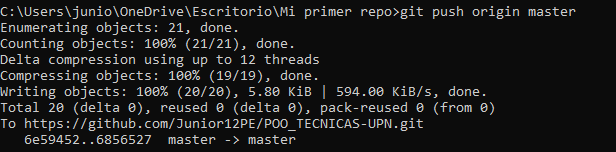 C:\Users\junio\OneDrive\Escritorio\Mi primer repo>git push origin master
Enumerating objects: 21, done.
Counting objects: 100% (21/21), done.
Delta compression using up to 12 threads
Compressing objects: 100% (19/19), done.
Writing objects: 100% (20/20), 5.80 KiB | 594.00 KiB/s, done.
Total 20 (delta 0), reused 0 (delta 0), pack-reused 0 (from 0)
To https://github.com/Junior12PE/POO_TECNICAS-UPN.git
   6e59452..6856527  master -> master